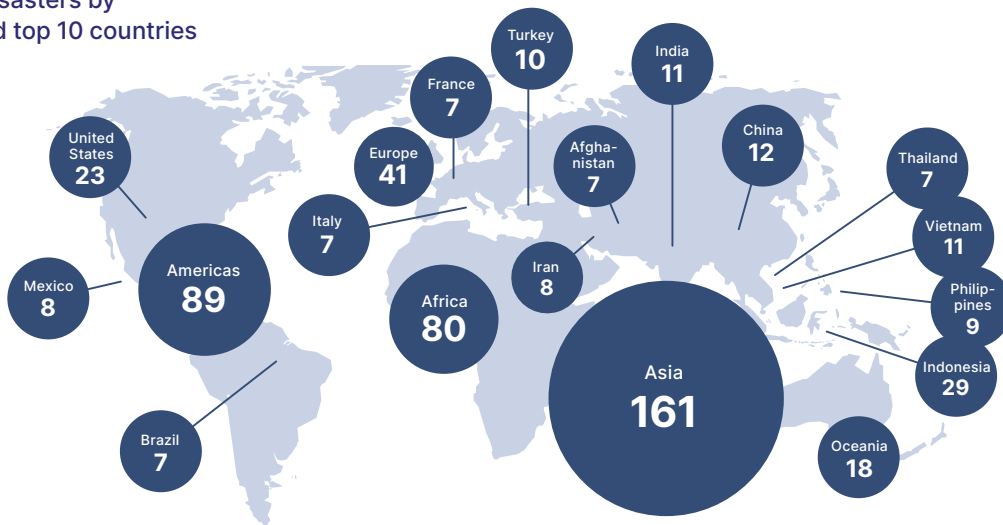 d top 10 countries
Turkey
10
India
11
France
7
China
12
United
States
23
Europe
41
Afgha-
nistan
7
Thailand
7
Italy
7
Vietnam
11
Iran
8
Americas
89
Mexico
8
Africa
80
Philip-
pines
9
Asia
161
Indonesia
29
Brazil
7
Oceania
18